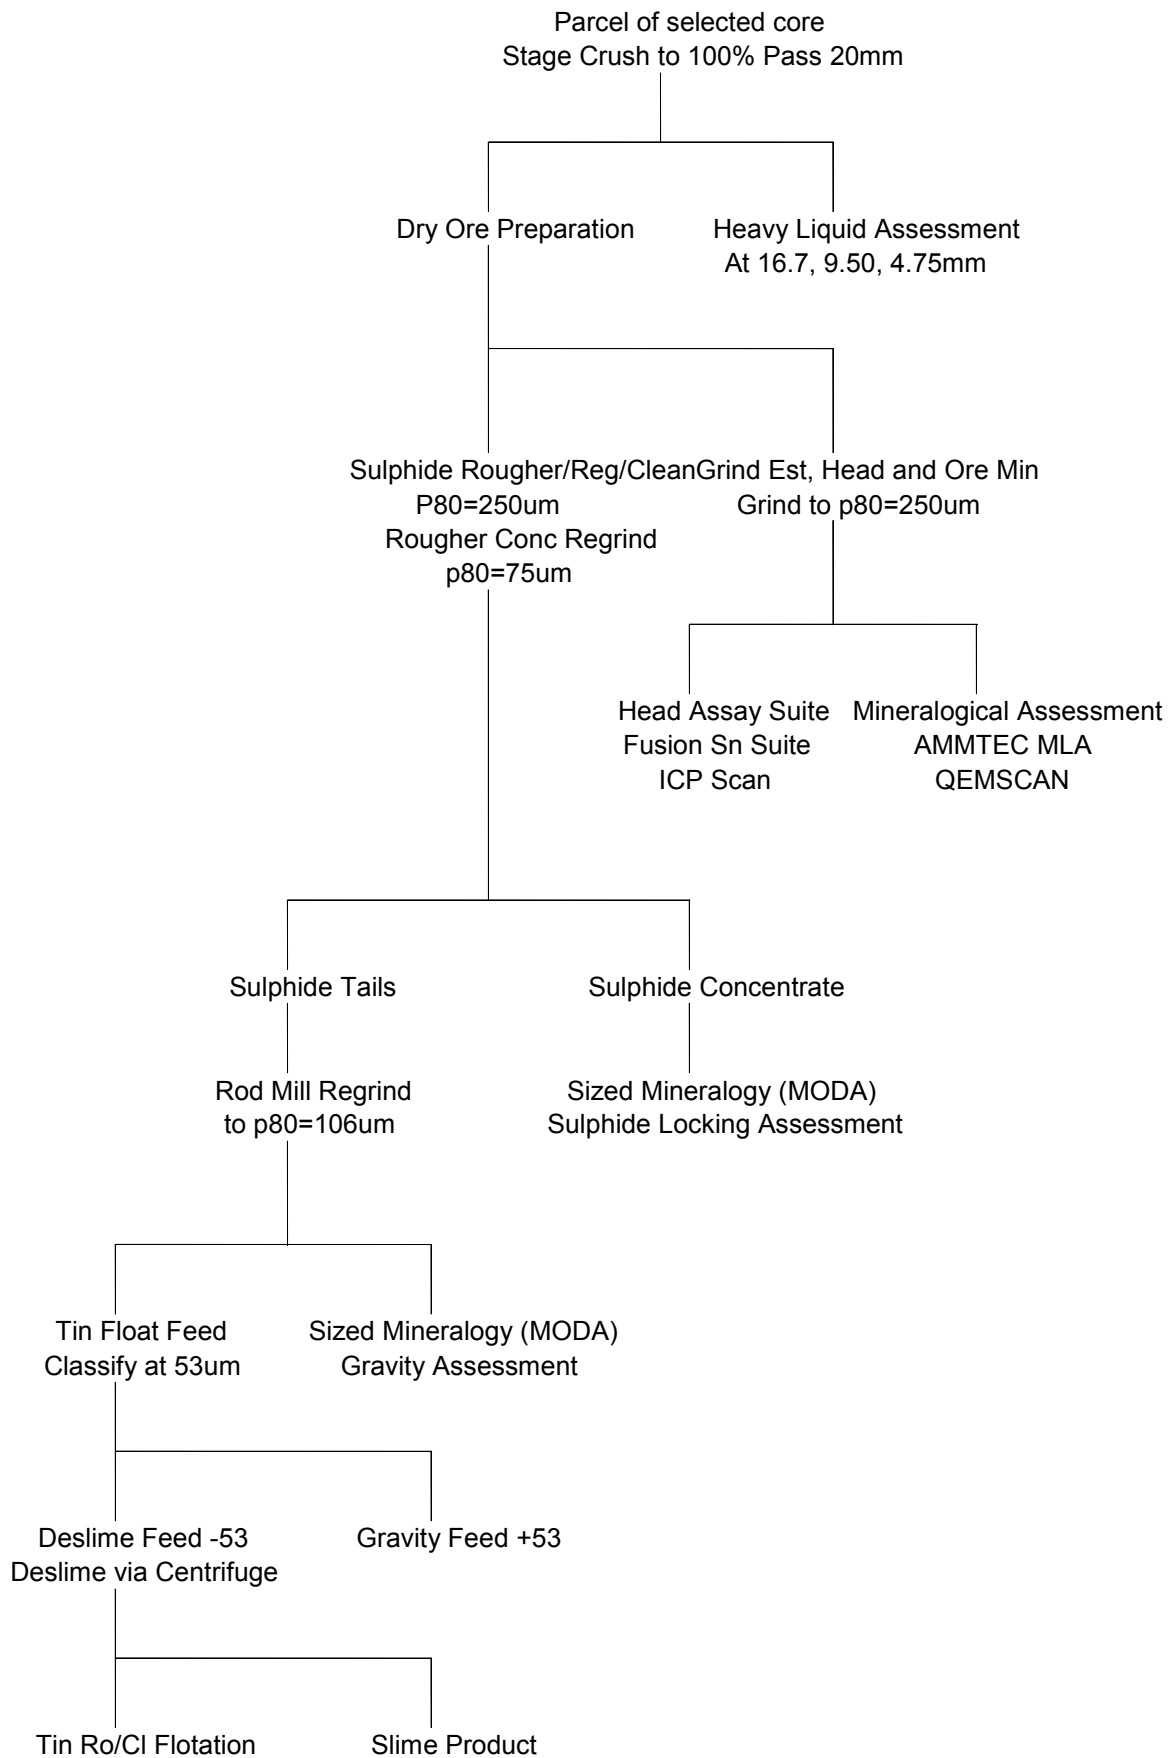 Parcel of selected core
Stage Crush to 100% Pass 20mm
Dry Ore Preparation
Heavy Liquid Assessment
At 16.7, 9.50, 4.75mm
Sulphide Rougher/Reg/Clean
P80=250um
Rougher Conc Regrind
p80=75um
Grind Est, Head and Ore Min
Grind to p80=250um
Head Assay Suite
Fusion Sn Suite
ICP Scan
Mineralogical Assessment
AMMTEC MLA
QEMSCAN
Sulphide Tails
Sulphide Concentrate
Rod Mill Regrind
to p80=106um
Sized Mineralogy (MODA)
Sulphide Locking Assessment
Tin Float Feed
Classify at 53um
Sized Mineralogy (MODA)
Gravity Assessment
Deslime Feed -53
Deslime via Centrifuge
Gravity Feed +53
Tin Ro/Cl Flotation
Slime Product